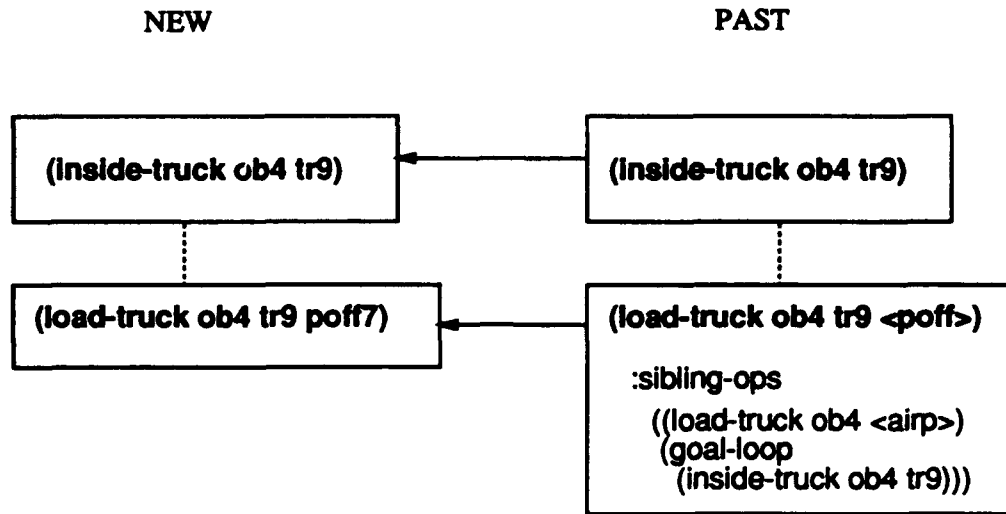 NEW
PAST
(inside-truck ob4 tr9)
(inside-truck ob4 tr9)
(load-truck ob4 tr9 poff7)
(load-truck ob4 tr9 <poff>)
:sibling-ops
((load-truck ob4 <airp>)
(goal-loop
(inside-truck ob4 tr9)))